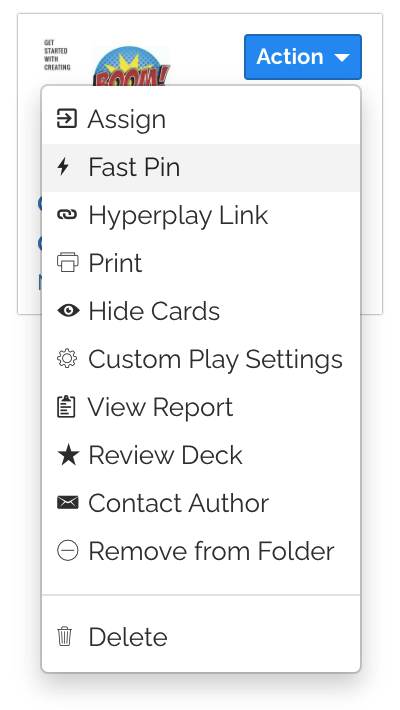 GET
STARTED
WITH
CREATING
BOOM!
Action
Assign
Fast Pin
Hyperplay Link
Print
Hide Cards
Custom Play Settings
View Report
Review Deck
Contact Author
Remove from Folder
Delete